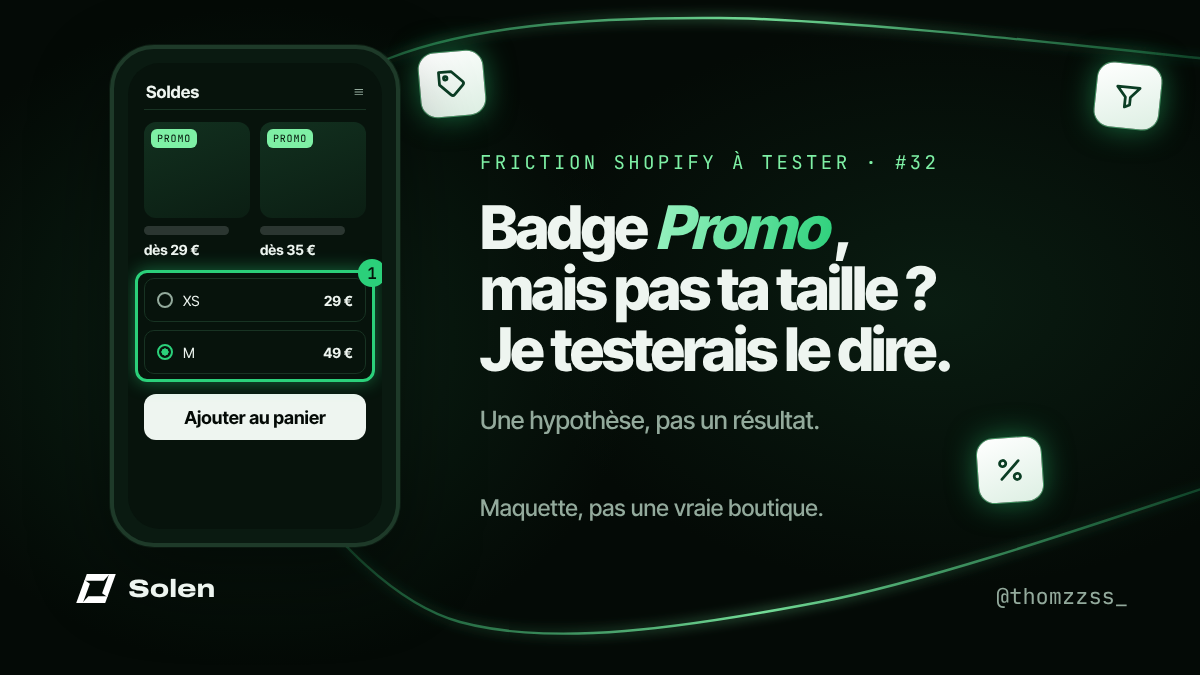 Soldes
PROMO
PROMO
dès 29 €
dès 35 €
1
XS
29 €
M
49 €
Ajouter au panier
FRICTION SHOPIFY À TESTER · #32
Badge Promo,
mais pas ta taille ?
Je testerais le dire.
Une hypothèse, pas un résultat.
Maquette, pas une vraie boutique.
Solen
@thomzzss_